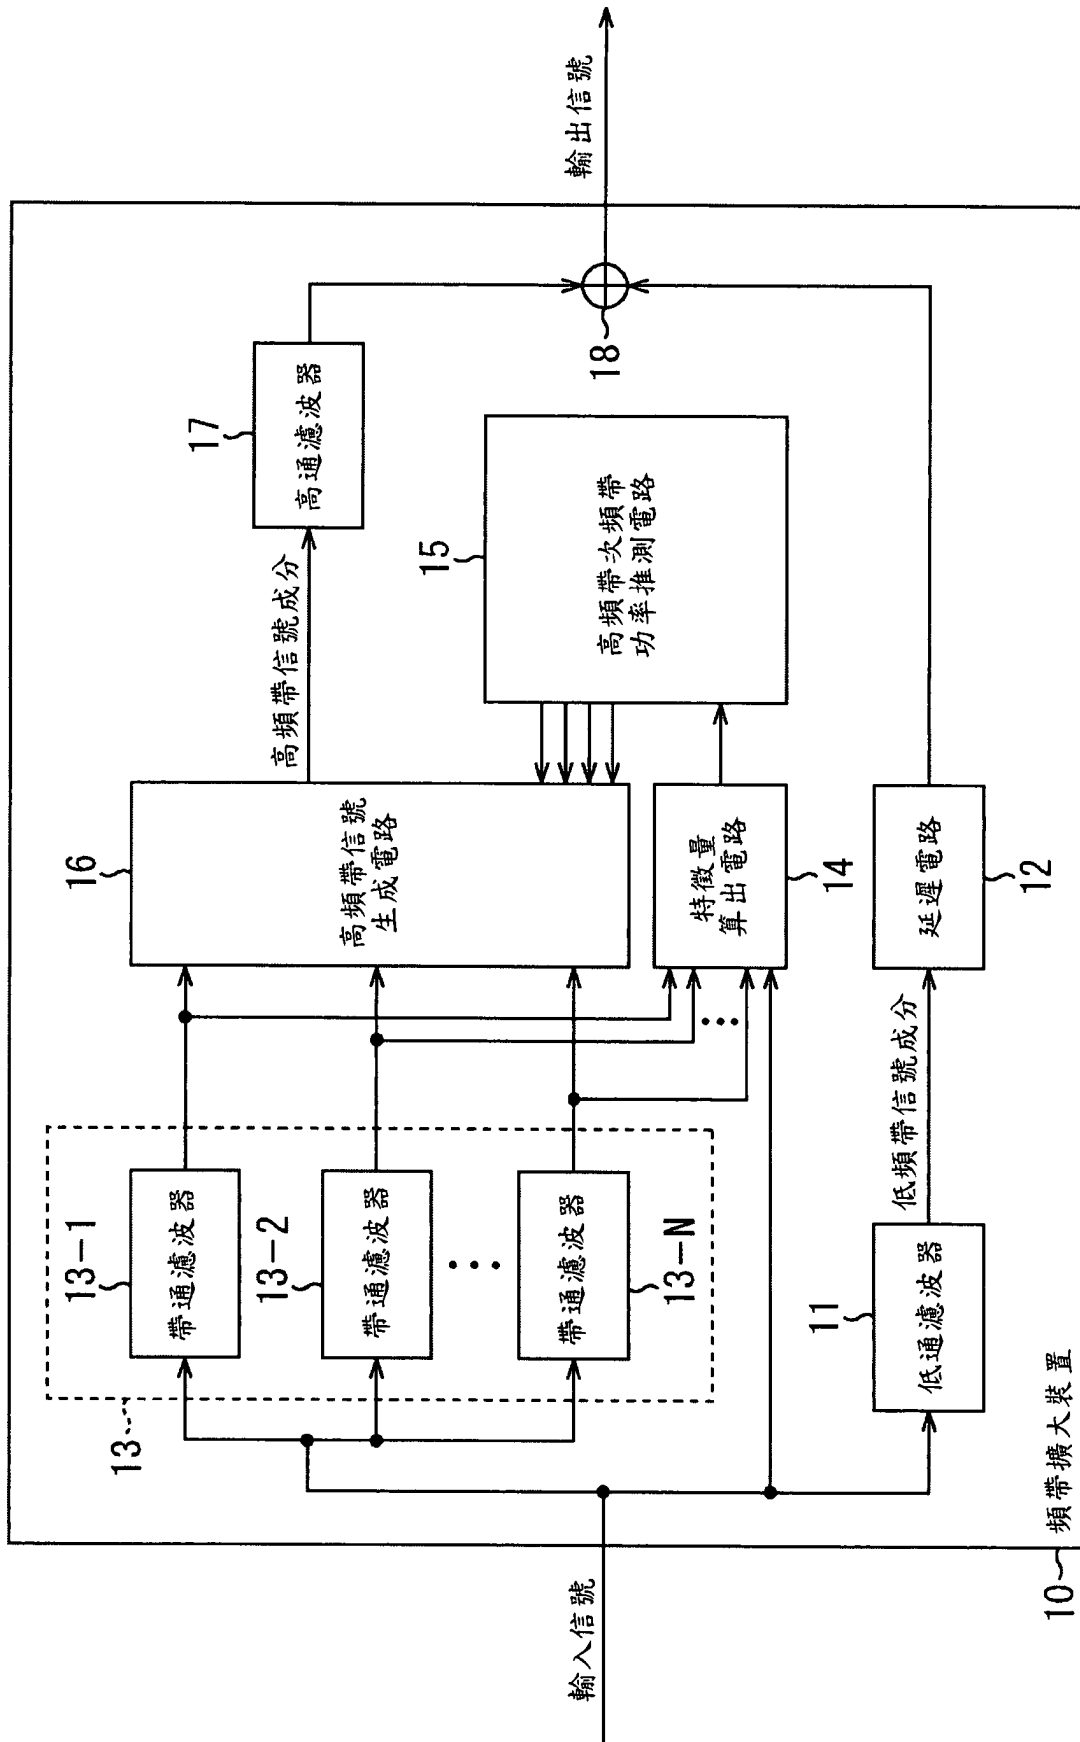 10
頻帶擴大裝置
輸入信號
13
13-1
帶通濾波器
13-2
帶通濾波器
13-N
帶通濾波器
16
高頻帶信號
生成電路
高頻帶信號成分
17
高通濾波器
15
高頻帶次頻帶
功率推測電路
特徵量
算出電路
14
11
低通濾波器
低頻帶信號成分
延遲電路
12
18
輸出信號